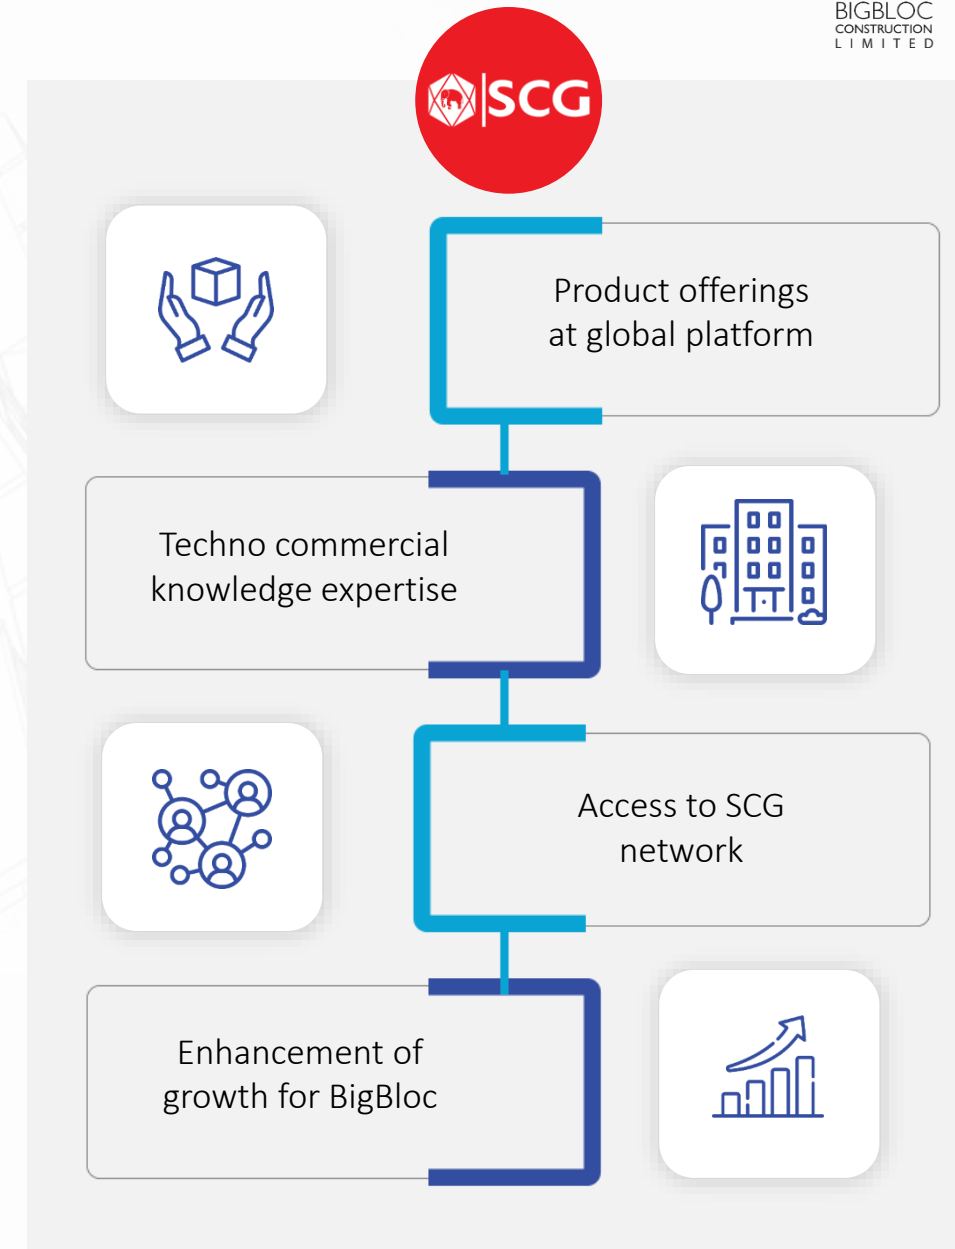 BIGBLOC
CONSTRUCTION
LIMITED
SCG
Product offerings
at global platform
Techno commercial
knowledge expertise
Access to SCG
network
Enhancement of
growth for BigBloc